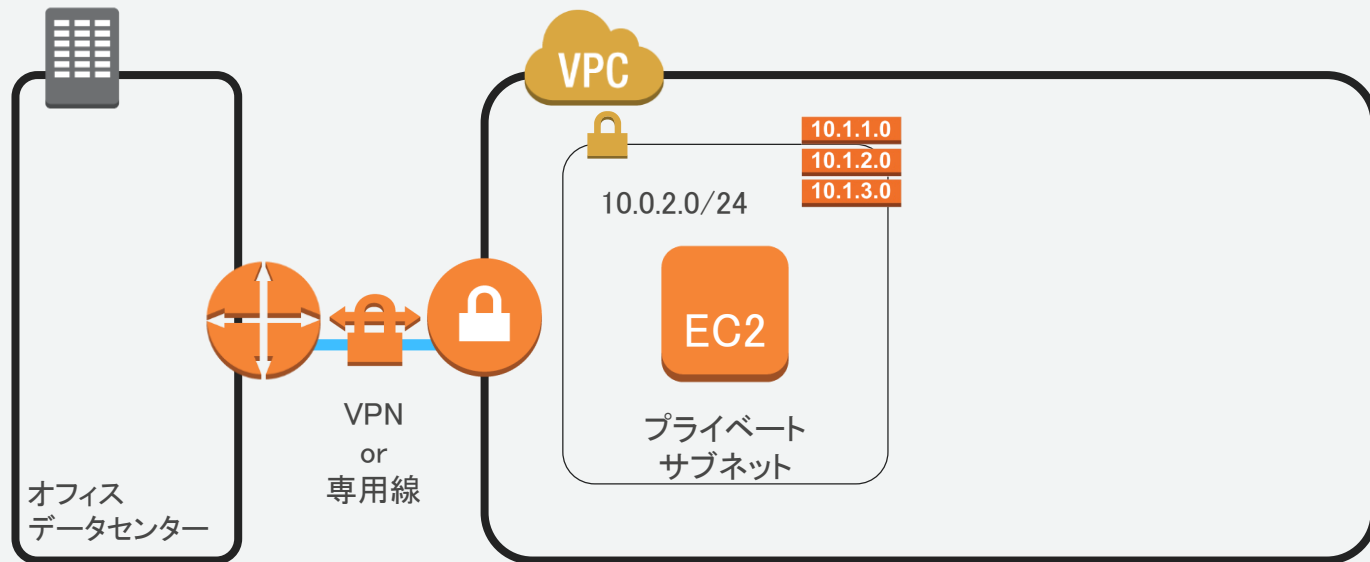 VPC
10.1.1.0
10.1.2.0
10.1.3.0
10.0.2.0/24
EC2
プライベート
サブネット
VPN
or
専用線
オフィス
データセンター